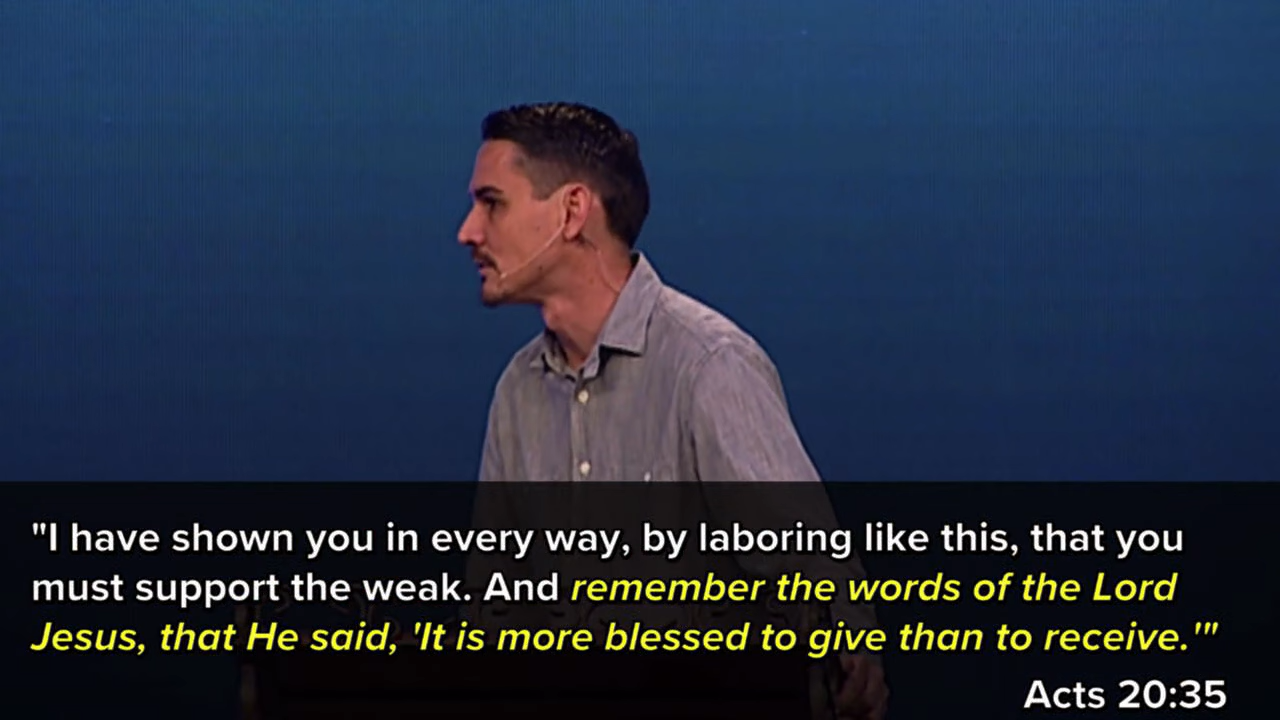 "I have shown you in every way, by laboring like this, that you
must support the weak. And remember the words of the Lord
Jesus, that He said, 'It is more blessed to give than to receive.'"
Acts 20:35